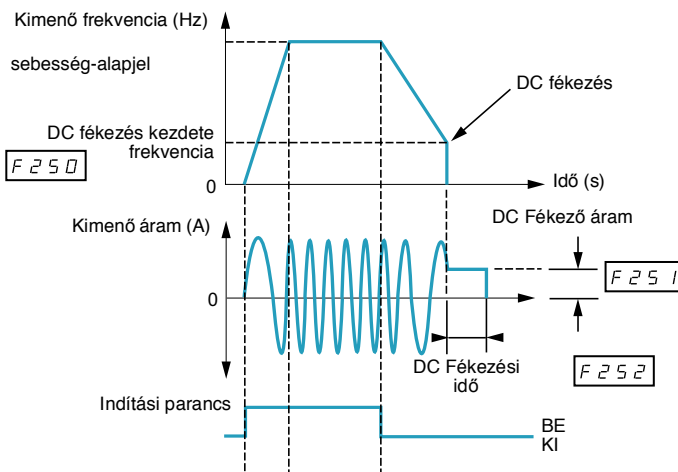 Kimenő frekvencia (Hz)
sebesség-alapjel
DC fékezés
DC fékezés kezdete
frekvencia
F250
0
Idő (s)
Kimenő áram (A)
DC Fékező áram
F251
0
DC Fékezési
idő
F252
Indítási parancs
BE
KI